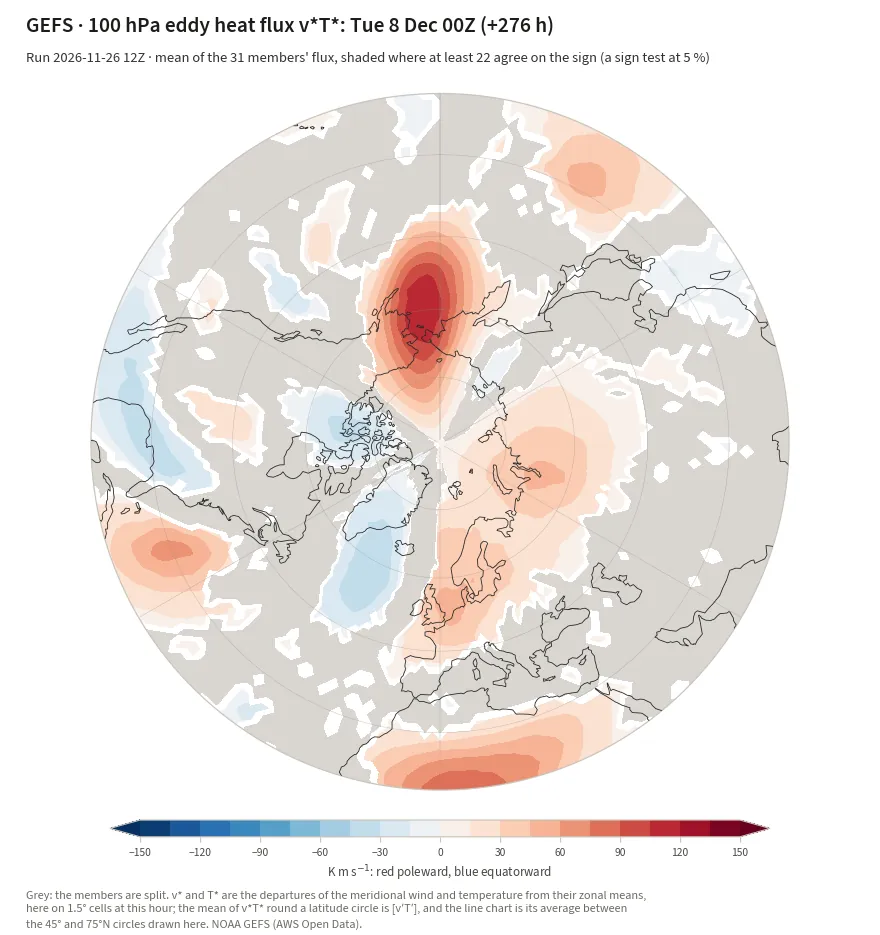 GEFS · 100 hPa eddy heat flux v*T*: Tue 8 Dec 00Z (+276 h)
Run 2026-11-26 12Z · mean of the 31 members' flux, shaded where at least 22 agree on the sign (a sign test at 5 %)
−150 −120 −90 −60 −30 0 30 60 90 120 150
K m s⁻¹: red poleward, blue equatorward
Grey: the members are split. v* and T* are the departures of the meridional wind and temperature from their zonal means,
here on 1.5° cells at this hour; the mean of v*T* round a latitude circle is [v'T'], and the line chart is its average between
the 45° and 75°N circles drawn here. NOAA GEFS (AWS Open Data).